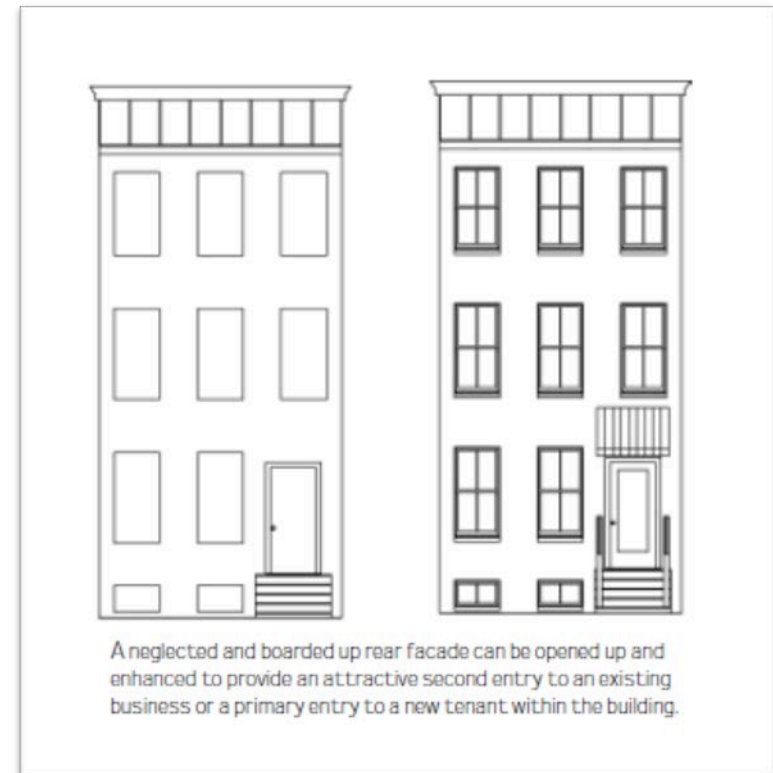 A neglected and boarded up rear facade can be opened up and
enhanced to provide an attractive second entry to an existing
business or a primary entry to a new tenant within the building.